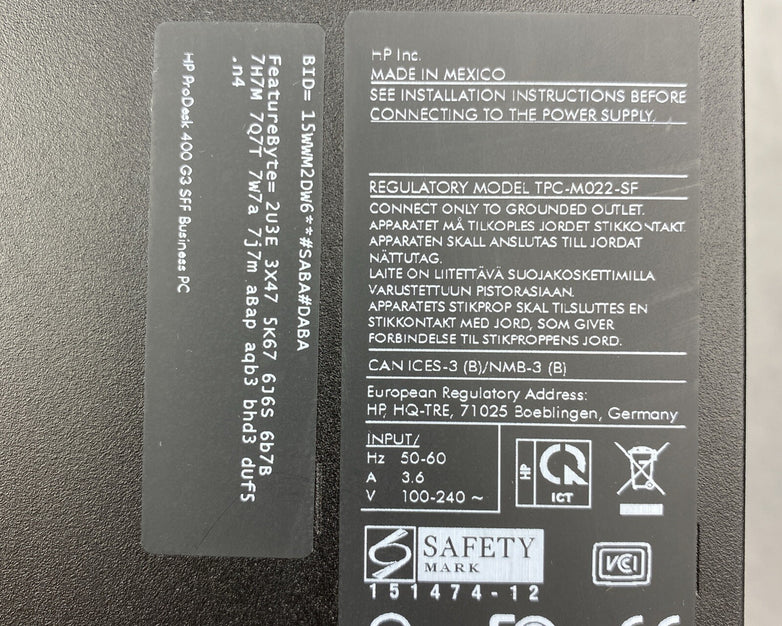 BID= 15WWM2DW6**#SABA#DABA
FeatureByte= 2U3E 3X47 5K67 6J6S 6b7B
7H7M 7Q7T 7W7a 7j7m aBap aqb3 bhd3 dUfS
.n4
HP ProDesk 400 G3 SFF Business PC
HP Inc.
MADE IN MEXICO
SEE INSTALLATION INSTRUCTIONS BEFORE
CONNECTING TO THE POWER SUPPLY.
REGULATORY MODEL TPC-M022-SF
CONNECT ONLY TO GROUNDED OUTLET.
APPARATET MÅ TILKOPLES JORDET STIKKONTAKT.
APPARATEN SKALL ANSLUTAS TILL JORDAT
NÄTTUTAG.
LAITE ON LIITETTÄVÄ SUOJAKOSKETTIMILLA
VARUSTETTUUN PISTORASIAAN.
APPARATETS STIKPROP SKAL TILSLUTTES EN
STIKKONTAKT MED JORD, SOM GIVER
FORBINDELSE TIL STIKPROPPENS JORD.
CAN ICES-3 (B)/NMB-3 (B)
European Regulatory Address:
HP, HQ-TRE, 71025 Boeblingen, Germany
INPUT/
Hz 50-60
A 3.6
V 100-240 ~
HP
ICT
SAFETY
MARK
151474-12
VCI